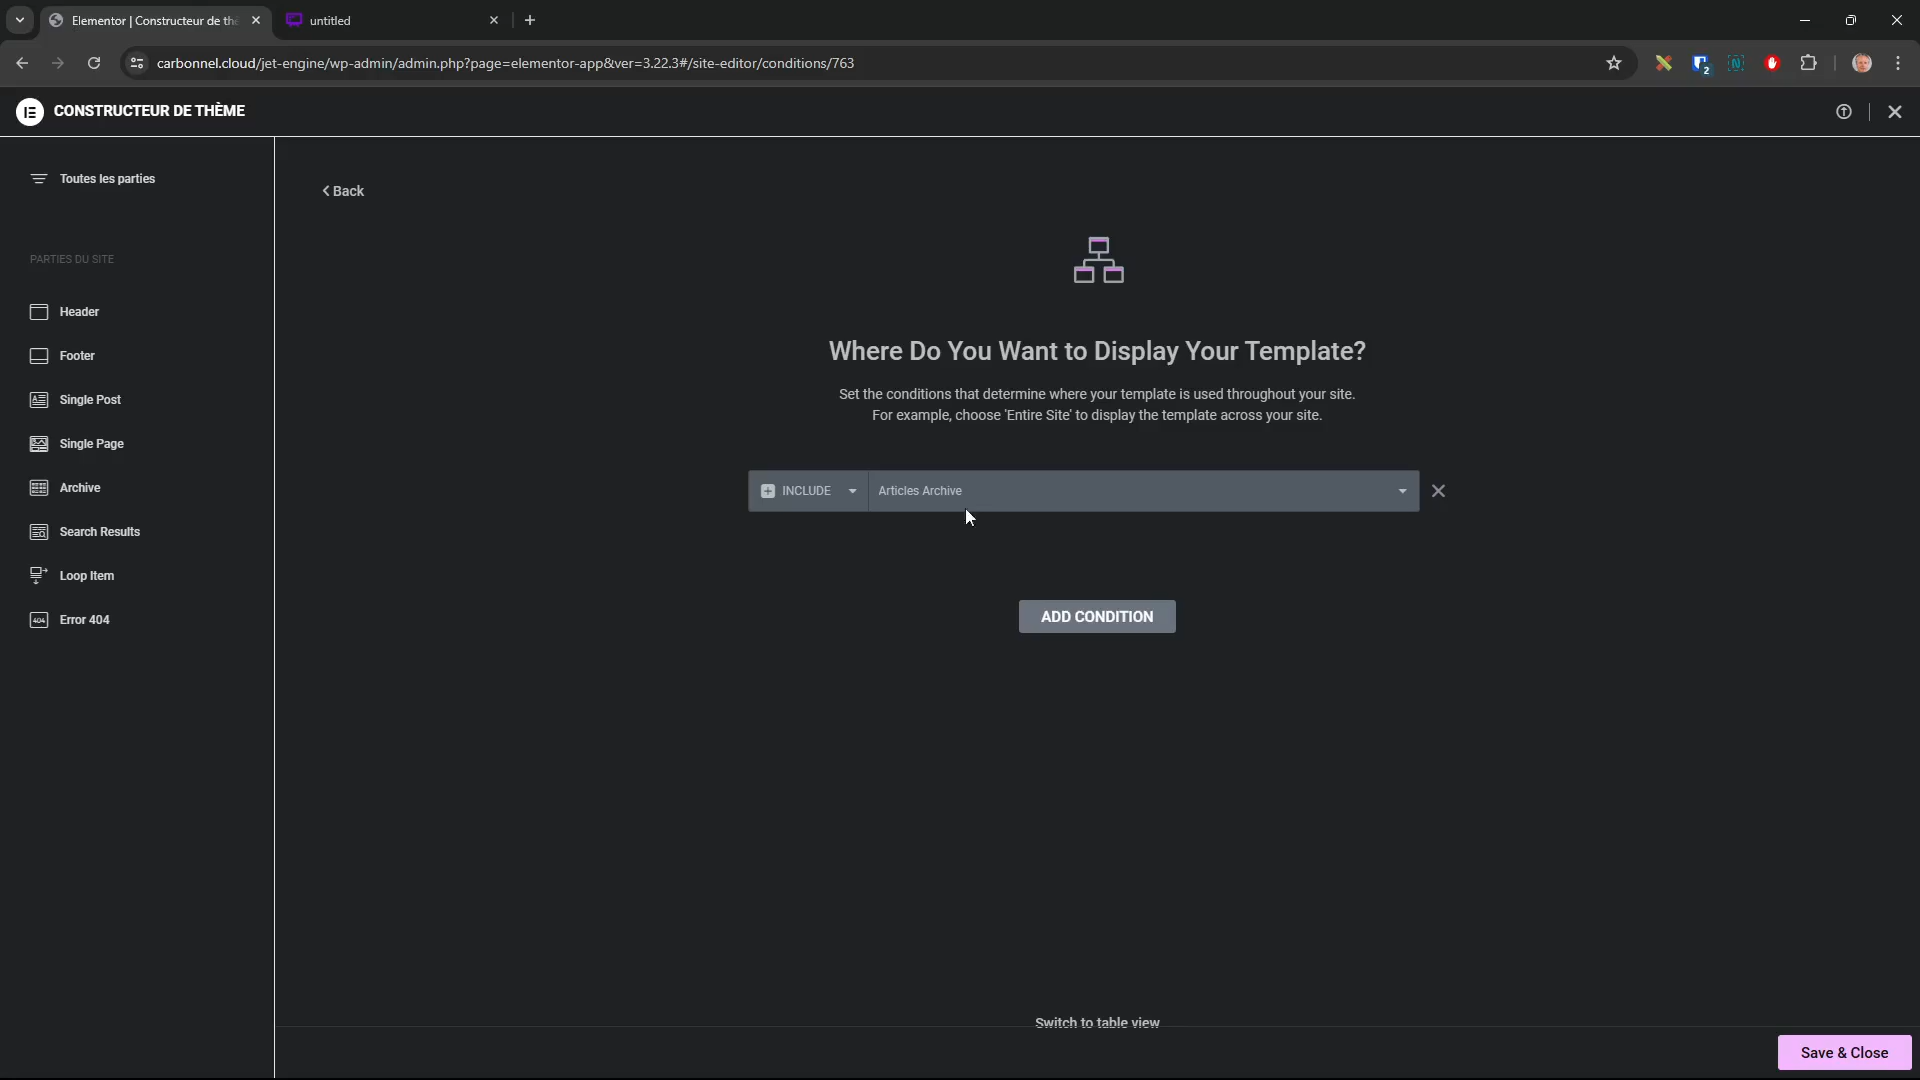 Elementor | Constructeur de thè
untitled
carbonnel.cloud/jet-engine/wp-admin/admin.php?page=elementor-app&ver=3.22.3#/site-editor/conditions/763
2
CONSTRUCTEUR DE THÈME
Toutes les parties
PARTIES DU SITE
Header
Footer
Single Post
Single Page
Archive
Search Results
Loop Item
404
Error 404
Back
Where Do You Want to Display Your Template?
Set the conditions that determine where your template is used throughout your site.
For example, choose 'Entire Site' to display the template across your site.
INCLUDE
Articles Archive
ADD CONDITION
Switch to table view
Save & Close